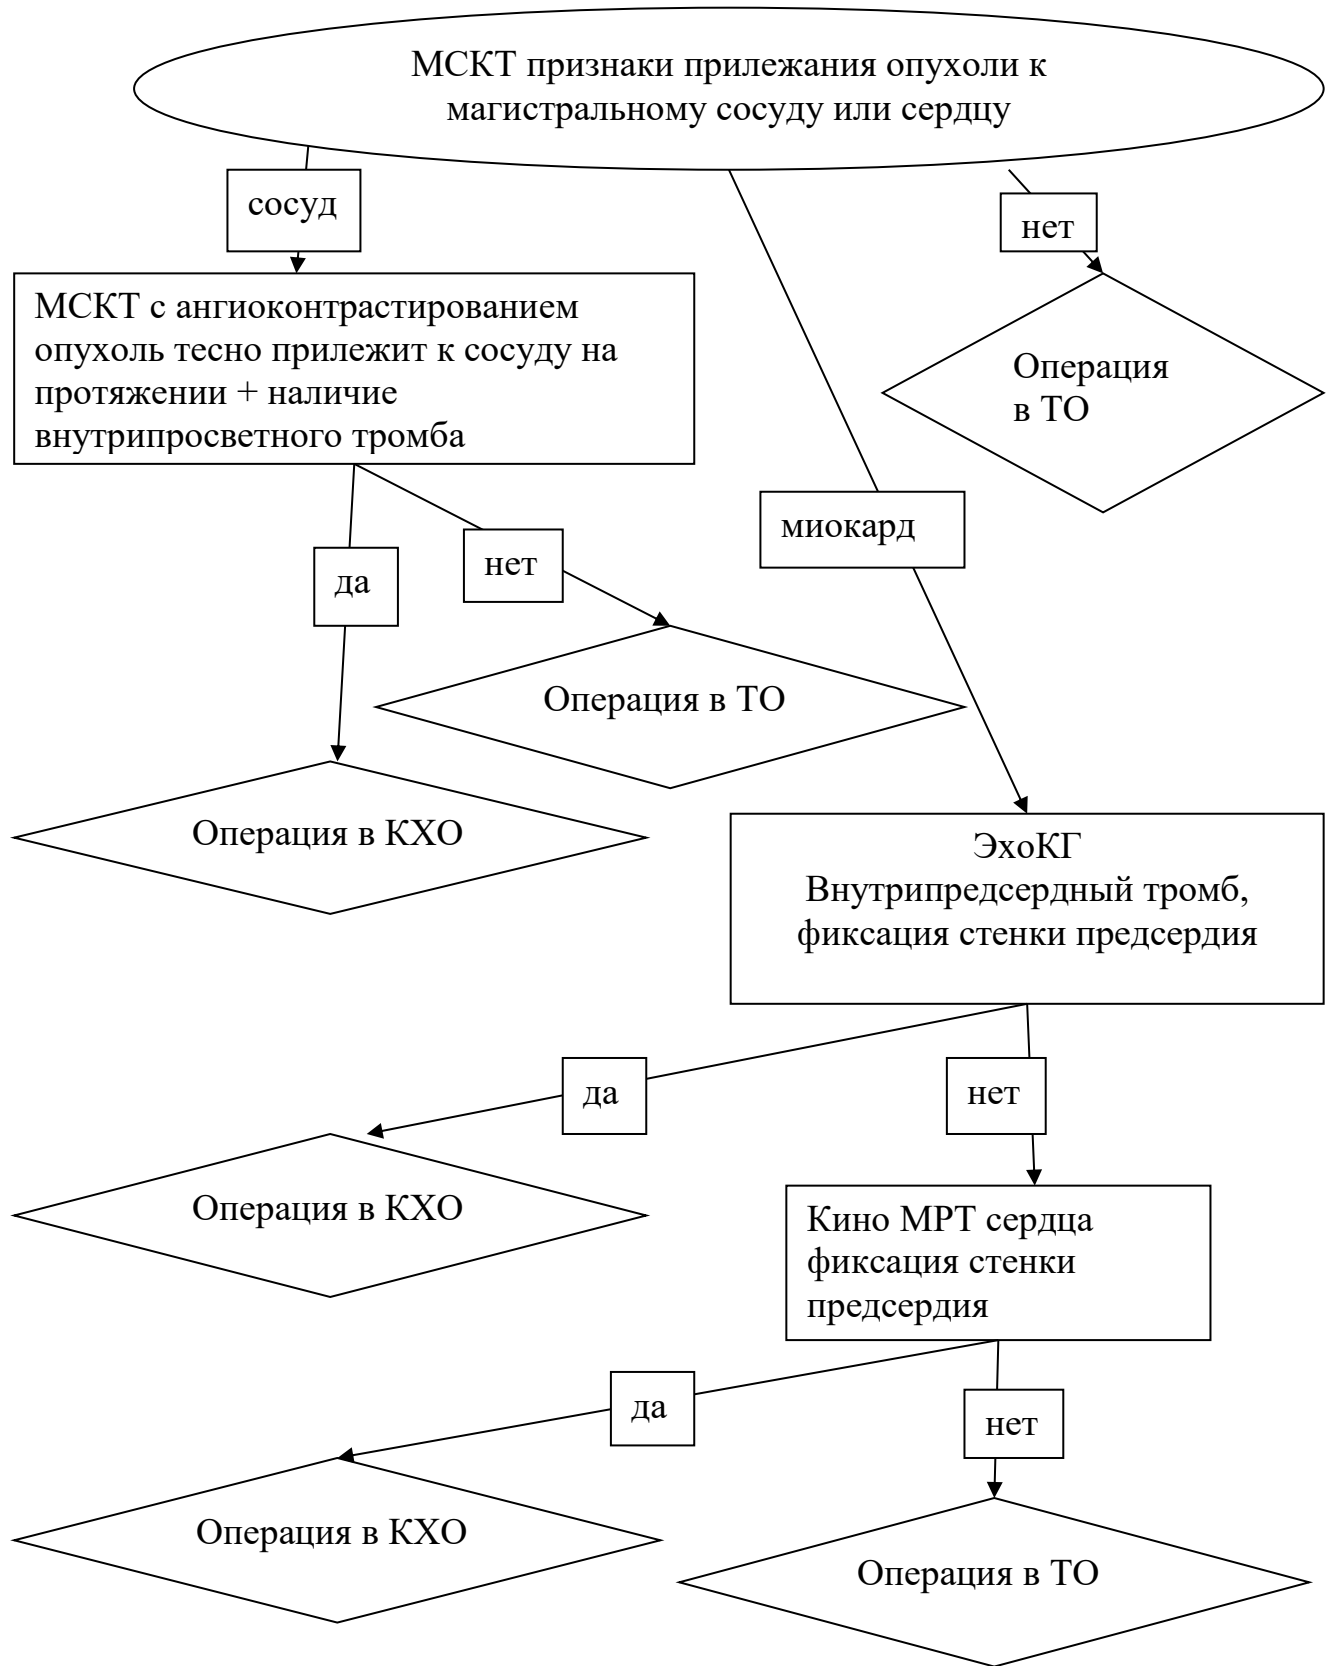 МСКТ признаки прилежания опухоли к
магистральному сосуду или сердцу
сосуд
нет
МСКТ с ангиоконтрастированием
опухоль тесно прилежит к сосуду на
протяжении + наличие
внутрипросветного тромба
Операция
в ТО
миокард
да
нет
Операция в ТО
Операция в КХО
ЭхоКГ
Внутрипредсердный тромб,
фиксация стенки предсердия
да
нет
Операция в КХО
Кино МРТ сердца
фиксация стенки
предсердия
да
нет
Операция в КХО
Операция в ТО